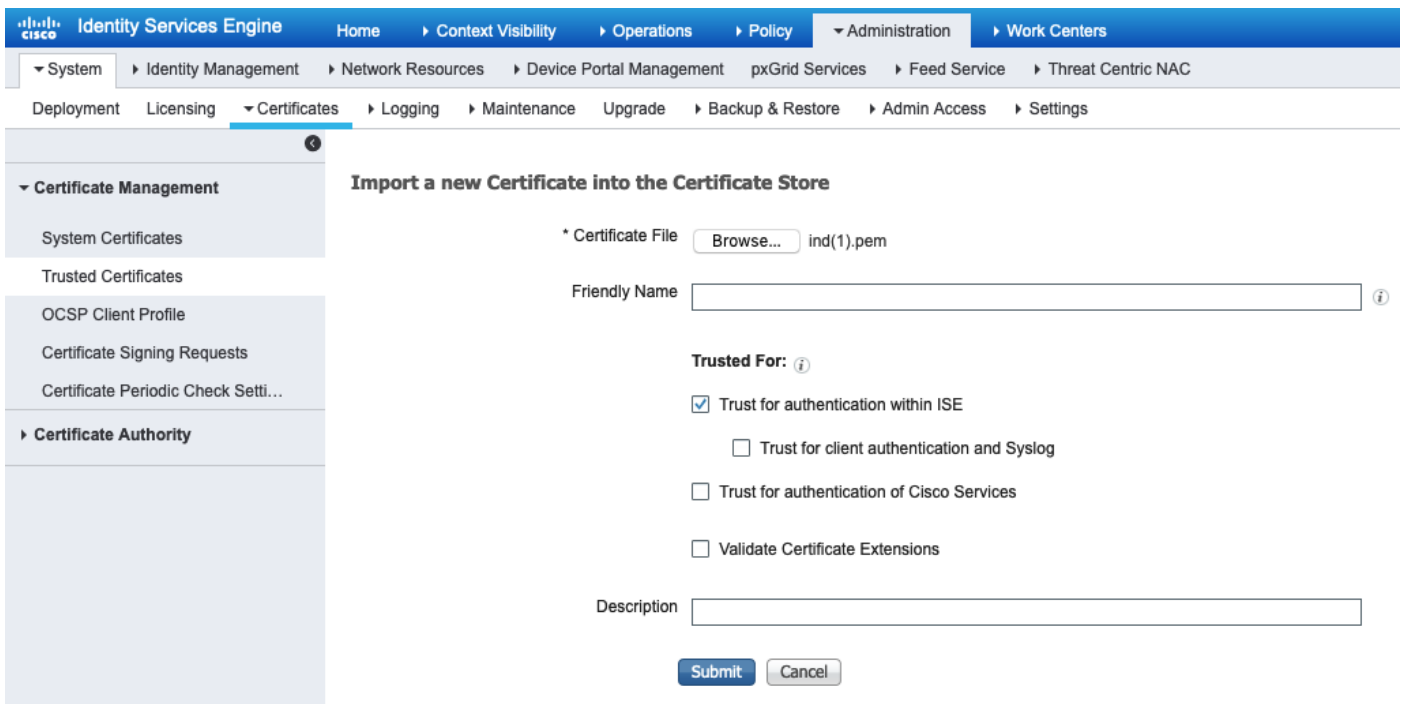 cisco Identity Services Engine Home Context Visibility Operations Policy Administration Work Centers
System Identity Management Network Resources Device Portal Management pxGrid Services Feed Service Threat Centric NAC
Deployment Licensing Certificates Logging Maintenance Upgrade Backup & Restore Admin Access Settings
Certificate Management
System Certificates
Trusted Certificates
OCSP Client Profile
Certificate Signing Requests
Certificate Periodic Check Setti...
Certificate Authority
Import a new Certificate into the Certificate Store
* Certificate File Browse... ind(1).pem
Friendly Name
Trusted For:
Trust for authentication within ISE
Trust for client authentication and Syslog
Trust for authentication of Cisco Services
Validate Certificate Extensions
Description
Submit Cancel